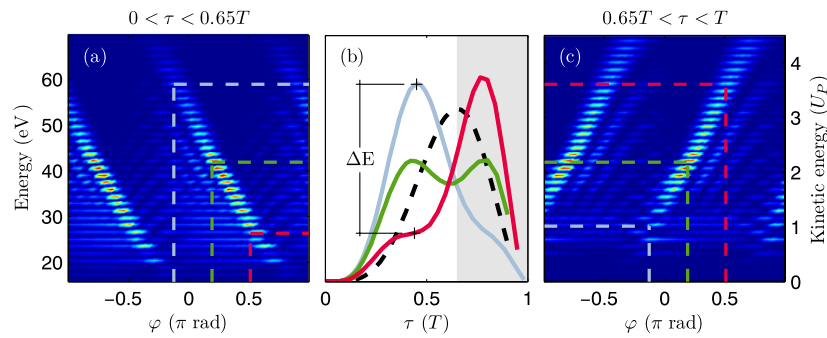 0 < τ < 0.65T
0.65T < τ < T
(a)
(b)
(c)
Energy (eV)
70
60
50
40
30
20
−0.5
0
0.5
φ (π rad)
ΔE
0
0.5
1
τ (T)
−0.5
0
0.5
φ (π rad)
4
3
2
1
0
Kinetic energy (U_P)